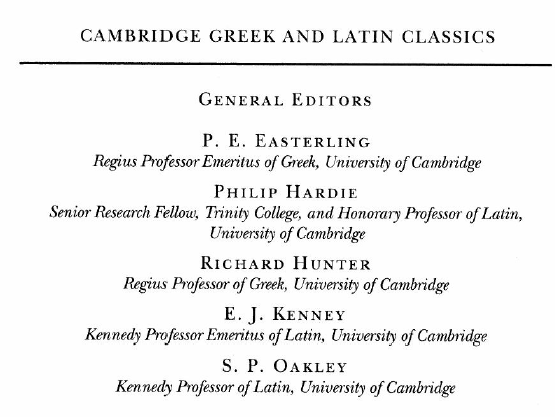 CAMBRIDGE GREEK AND LATIN CLASSICS
GENERAL EDITORS
P. E. EASTERLING
Regius Professor Emeritus of Greek, University of Cambridge
PHILIP HARDIE
Senior Research Fellow, Trinity College, and Honorary Professor of Latin,
University of Cambridge
RICHARD HUNTER
Regius Professor of Greek, University of Cambridge
E. J. KENNEY
Kennedy Professor Emeritus of Latin, University of Cambridge
S. P. OAKLEY
Kennedy Professor of Latin, University of Cambridge